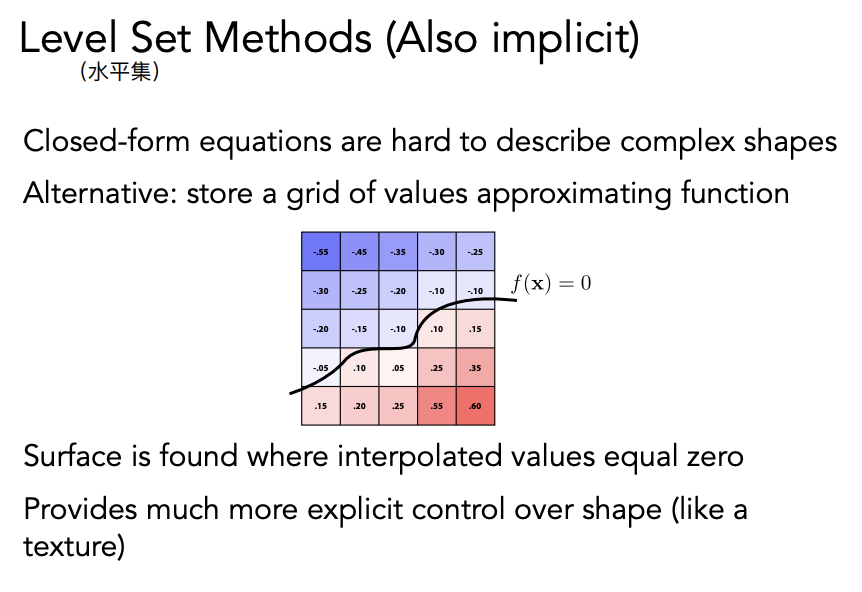 Level Set Methods (Also implicit)
(水平集)
Closed-form equations are hard to describe complex shapes
Alternative: store a grid of values approximating function
-.55 -.45 -.35 -.30 -.25
-.30 -.25 -.20 -.10 -.10
f(x) = 0
-.20 -.15 -.10 .10 .15
-.05 .10 .05 .25 .35
.15 .20 .25 .55 .60
Surface is found where interpolated values equal zero
Provides much more explicit control over shape (like a
texture)